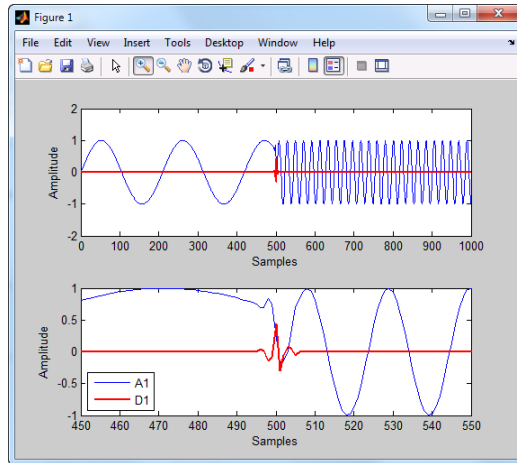 Figure 1
File Edit View Insert Tools Desktop Window Help
2
1
0
-1
-2
Amplitude
0 100 200 300 400 500 600 700 800 900 1000
Samples
1
0.5
0
-0.5
-1
Amplitude
A1
D1
450 460 470 480 490 500 510 520 530 540 550
Samples